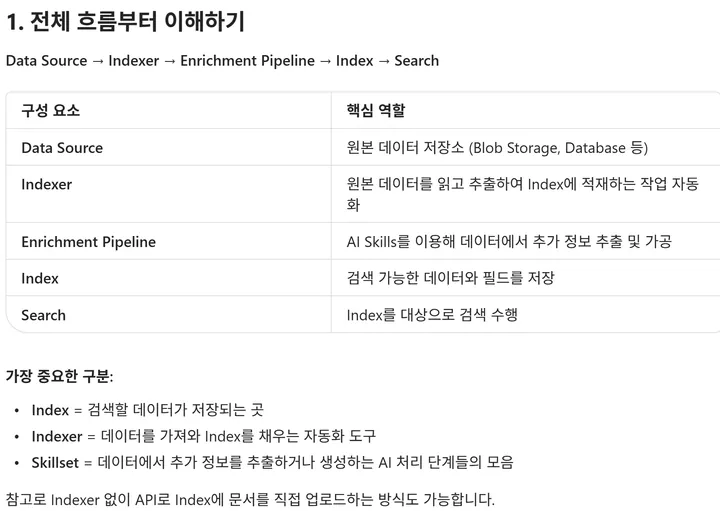 1. 전체 흐름부터 이해하기
Data Source → Indexer → Enrichment Pipeline → Index → Search
구성 요소
핵심 역할
Data Source
원본 데이터 저장소 (Blob Storage, Database 등)
Indexer
원본 데이터를 읽고 추출하여 Index에 적재하는 작업 자동
화
Enrichment Pipeline
AI Skills를 이용해 데이터에서 추가 정보 추출 및 가공
Index
검색 가능한 데이터와 필드를 저장
Search
Index를 대상으로 검색 수행
가장 중요한 구분:
• Index = 검색할 데이터가 저장되는 곳
• Indexer = 데이터를 가져와 Index를 채우는 자동화 도구
• Skillset = 데이터에서 추가 정보를 추출하거나 생성하는 AI 처리 단계들의 모음
참고로 Indexer 없이 API로 Index에 문서를 직접 업로드하는 방식도 가능합니다.